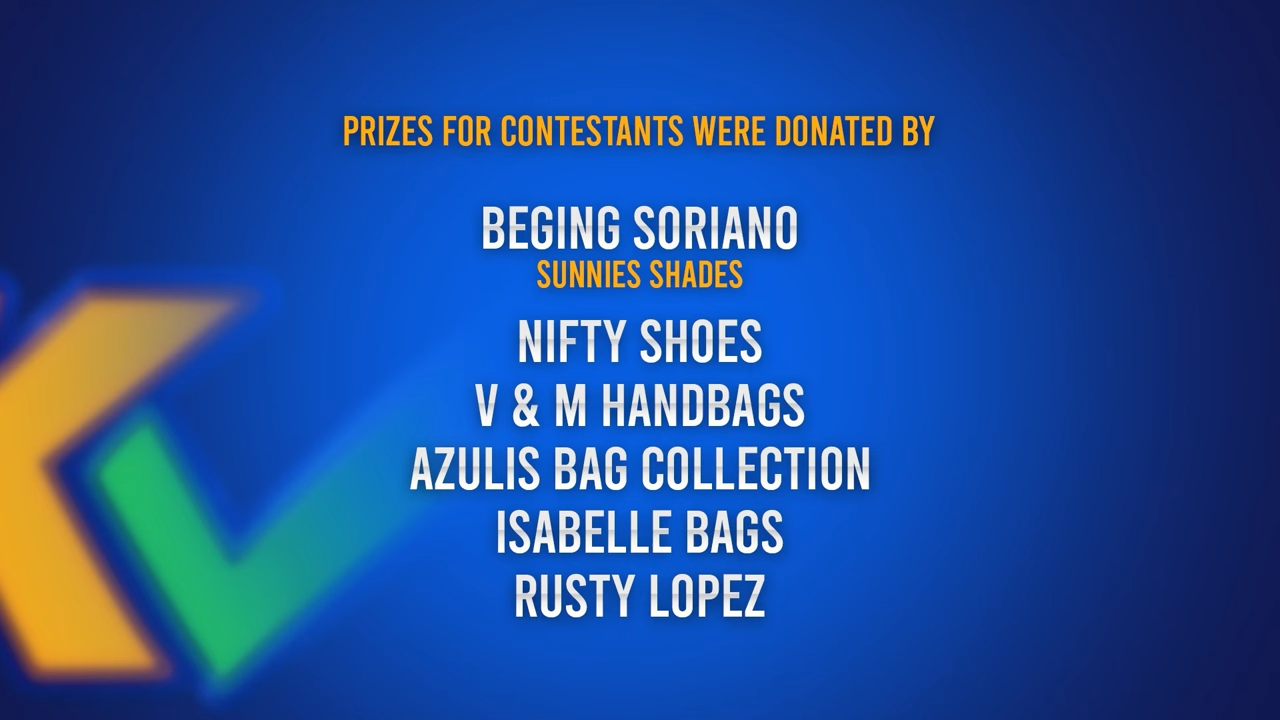 PRIZES FOR CONTESTANTS WERE DONATED BY
BEGING SORIANO
SUNNIES SHADES
NIFTY SHOES
V & M HANDBAGS
AZULIS BAG COLLECTION
ISABELLE BAGS
RUSTY LOPEZ